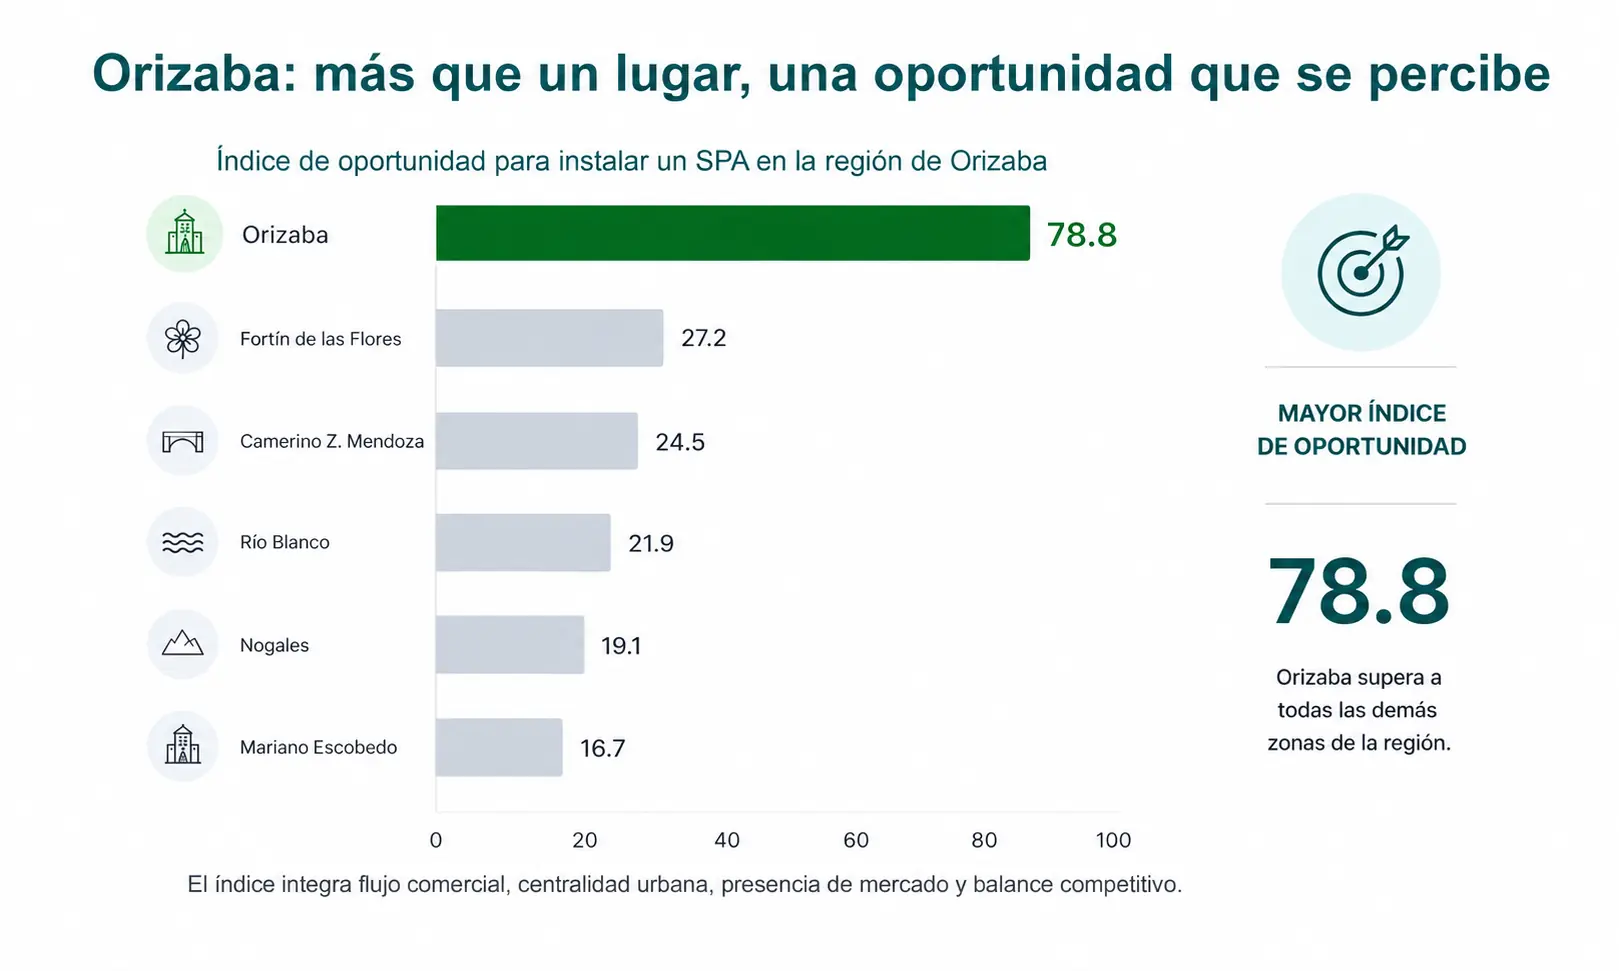 Orizaba: más que un lugar, una oportunidad que se percibe
Índice de oportunidad para instalar un SPA en la región de Orizaba
Orizaba 78.8
Fortín de las Flores 27.2
Camerino Z. Mendoza 24.5
Río Blanco 21.9
Nogales 19.1
Mariano Escobedo 16.7
0 20 40 60 80 100
El índice integra flujo comercial, centralidad urbana, presencia de mercado y balance competitivo.
MAYOR ÍNDICE
DE OPORTUNIDAD
78.8
Orizaba supera a
todas las demás
zonas de la región.